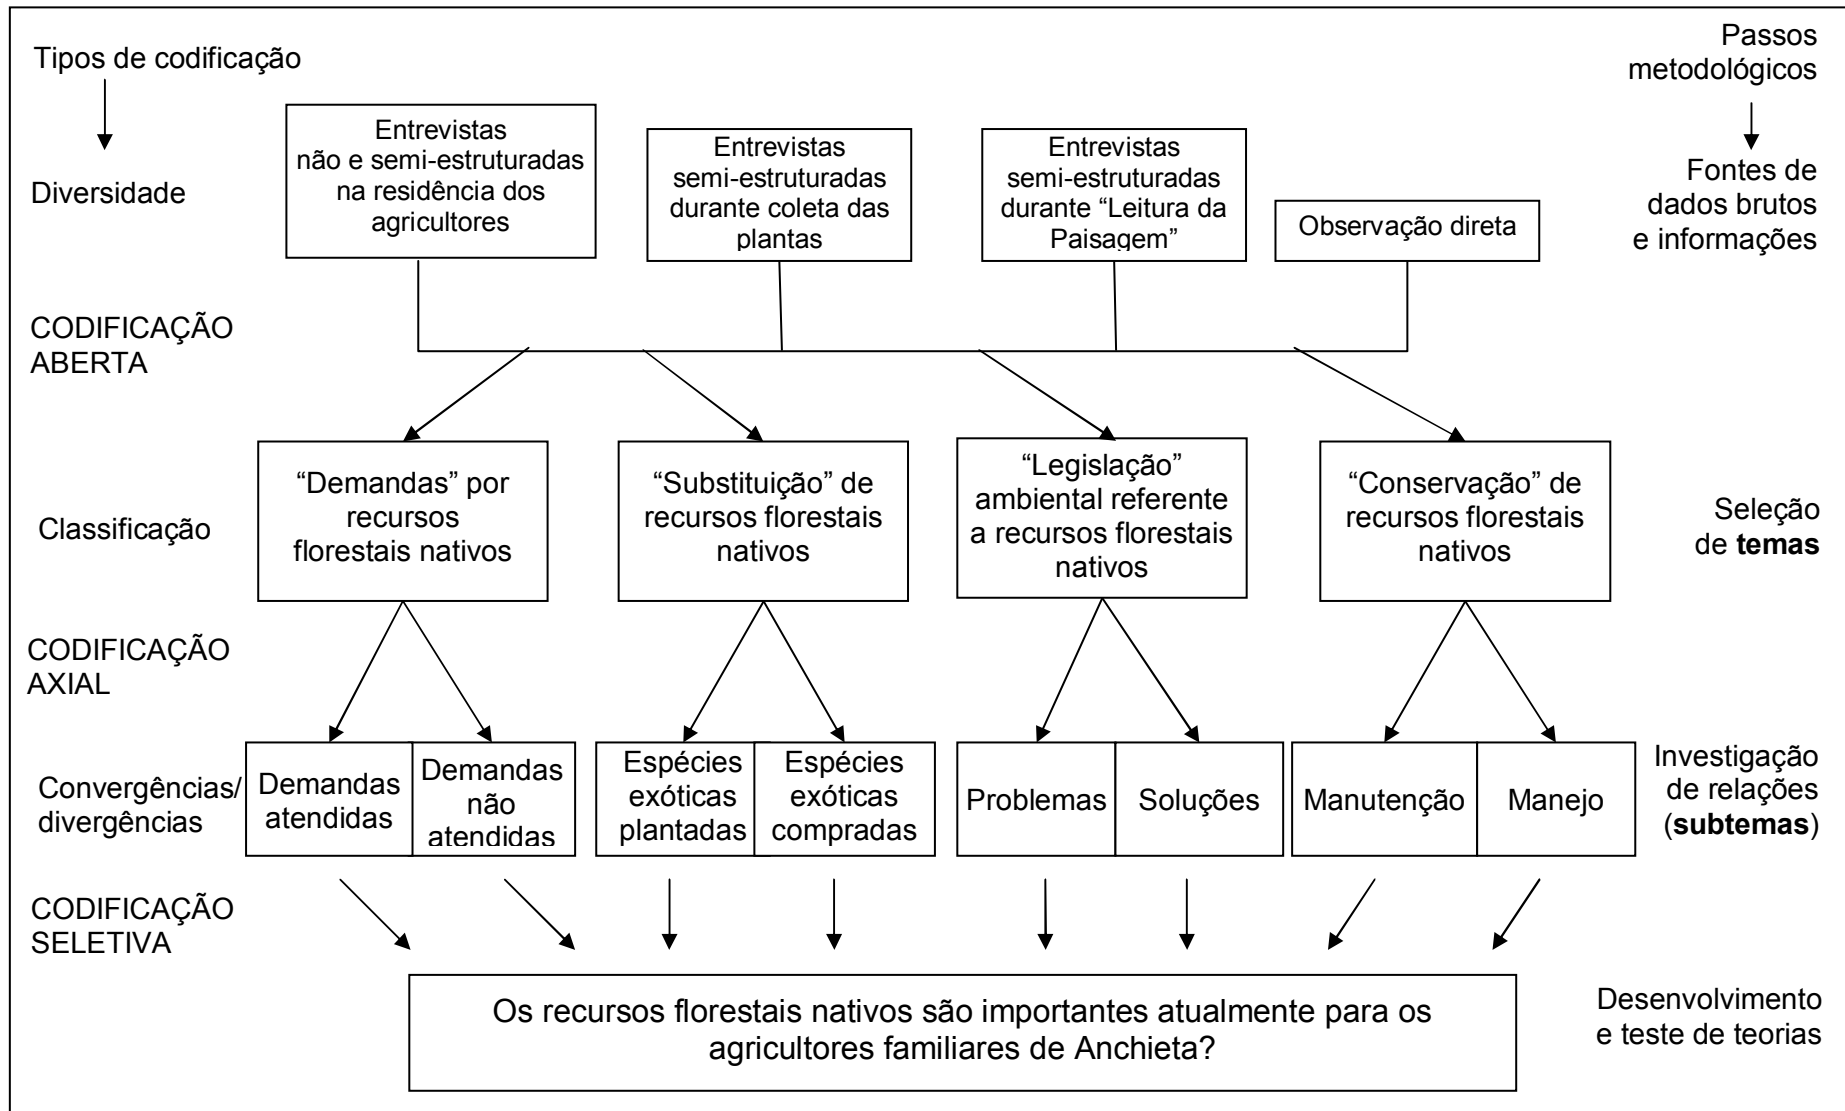 Tipos de codificação
Passos
metodológicos
Diversidade
Entrevistas
não e semi-estruturadas
na residência dos
agricultores
Entrevistas
semi-estruturadas
durante coleta das
plantas
Entrevistas
semi-estruturadas
durante “Leitura da
Paisagem”
Observação direta
Fontes de
dados brutos
e informações
CODIFICAÇÃO
ABERTA
Classificação
“Demandas” por
recursos
florestais nativos
“Substituição” de
recursos florestais
nativos
“Legislação”
ambiental referente
a recursos florestais
nativos
“Conservação” de
recursos florestais
nativos
Seleção
de temas
CODIFICAÇÃO
AXIAL
Convergências/
divergências
Demandas
atendidas
Demandas
não
atendidas
Espécies
exóticas
plantadas
Espécies
exóticas
compradas
Problemas
Soluções
Manutenção
Manejo
Investigação
de relações
(subtemas)
CODIFICAÇÃO
SELETIVA
Os recursos florestais nativos são importantes atualmente para os
agricultores familiares de Anchieta?
Desenvolvimento
e teste de teorias